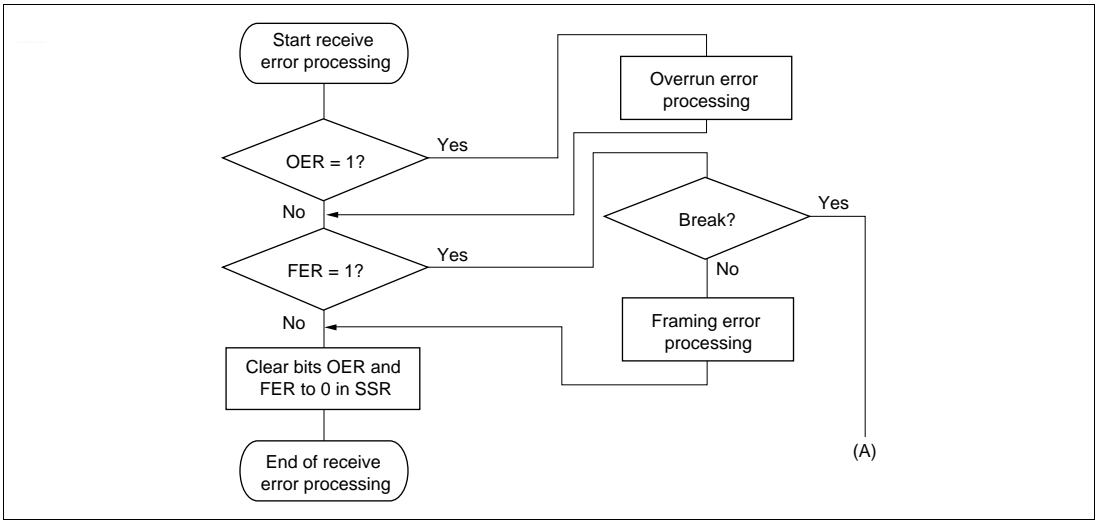 Start receive
error processing
Overrun error
processing
OER = 1?
Yes
No
Break?
Yes
No
FER = 1?
Yes
No
Framing error
processing
Clear bits OER and
FER to 0 in SSR
(A)
End of receive
error processing